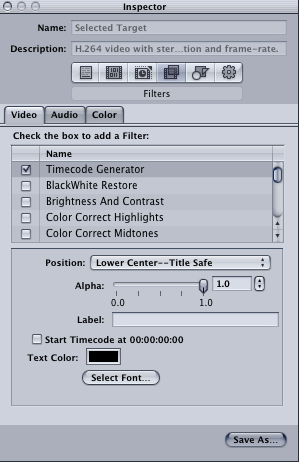 Inspector
Name: Selected Target
Description: H.264 video with ster...tion and frame-rate.
Filters
Video Audio Color
Check the box to add a Filter:
Name
Timecode Generator
BlackWhite Restore
Brightness And Contrast
Color Correct Highlights
Color Correct Midtones
Position: Lower Center--Title Safe
Alpha: 1.0
0.0 1.0
Label:
Start Timecode at 00:00:00:00
Text Color:
Select Font...
Save As...